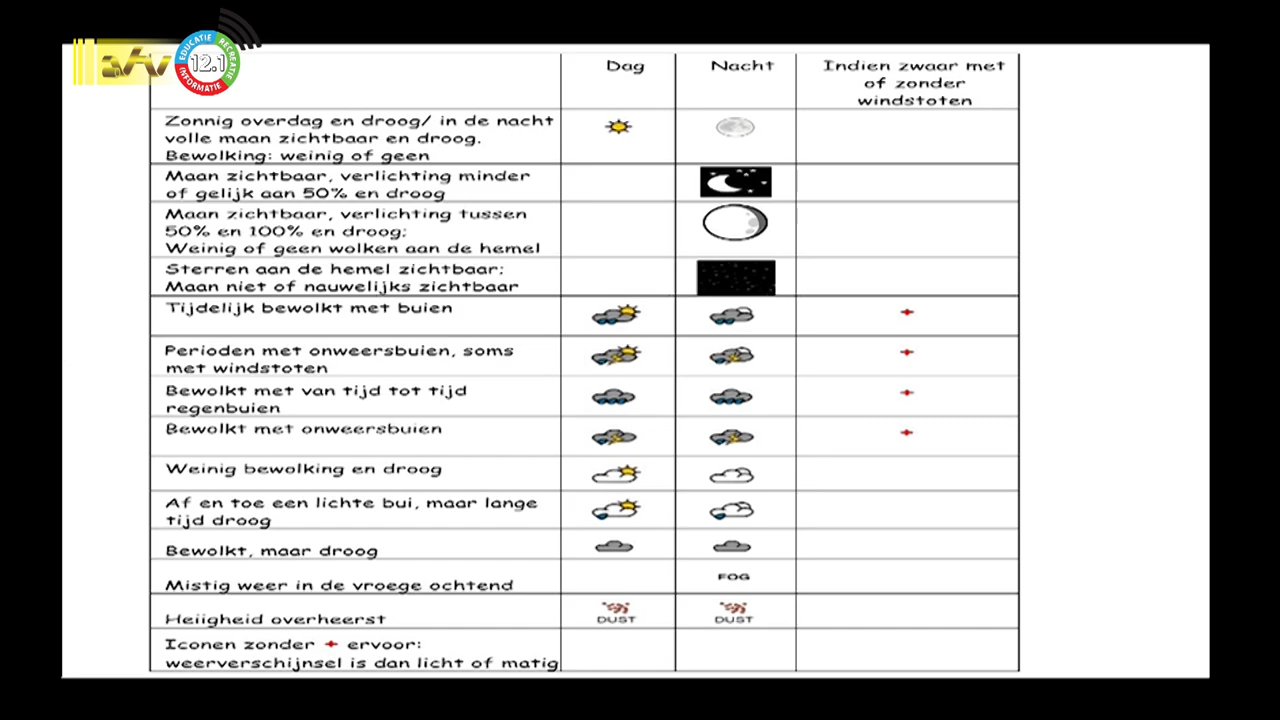 atv
EDUCATIE
RECREATIE
INFORMATIE
12.1
Dag
Nacht
Indien zwaar met
of zonder
windstoten
Zonnig overdag en droog/ in de nacht
volle maan zichtbaar en droog.
Bewolking: weinig of geen
Maan zichtbaar, verlichting minder
of gelijk aan 50% en droog
Maan zichtbaar, verlichting tussen
50% en 100% en droog;
Weinig of geen wolken aan de hemel
Sterren aan de hemel zichtbaar;
Maan niet of nauwelijks zichtbaar
Tijdelijk bewolkt met buien
Perioden met onweersbuien, soms
met windstoten
Bewolkt met van tijd tot tijd
regenbuien
Bewolkt met onweersbuien
Weinig bewolking en droog
Af en toe een lichte bui, maar lange
tijd droog
Bewolkt, maar droog
Mistig weer in de vroege ochtend
FOG
Heiigheid overheerst
DUST
DUST
Iconen zonder + ervoor:
weerverschijnsel is dan licht of matig